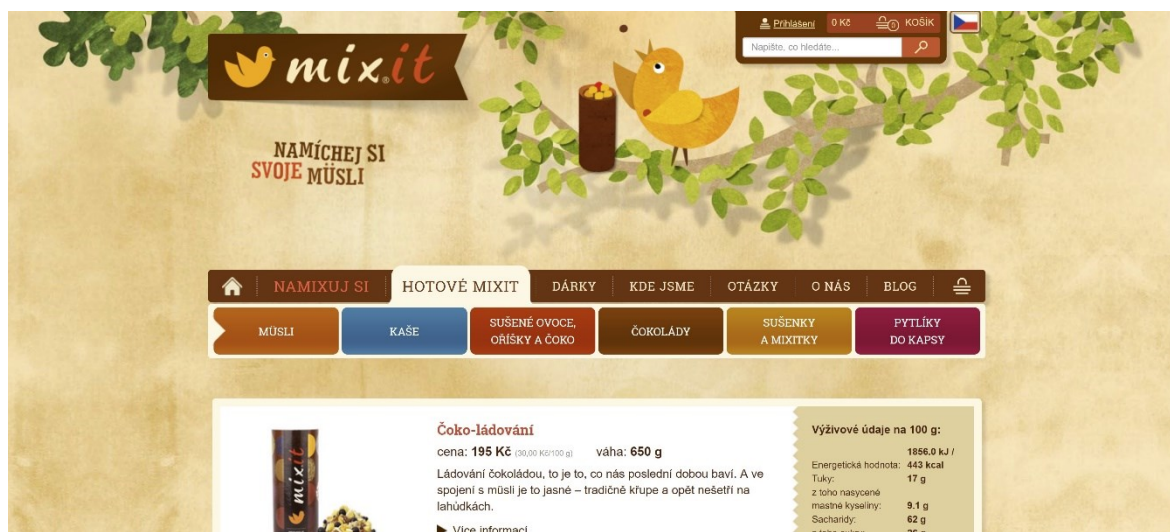 Přihlášení 0 Kč KOŠÍK
Napište, co hledáte...
mixit®
NAMÍCHEJ SI
SVOJE MÜSLI
NAMIXUJ SI HOTOVÉ MIXIT DÁRKY KDE JSME OTÁZKY O NÁS BLOG
MÜSLI KAŠE SUŠENÉ OVOCE, OŘÍŠKY A ČOKO ČOKOLÁDY SUŠENKY A MIXITKY PYTLÍKY DO KAPSY
mixit
Čoko-ládování
cena: 195 Kč (30,00 Kč/100 g) váha: 650 g
Ládování čokoládou, to je to, co nás poslední dobou baví. A ve
spojení s müsli je to jasné – tradičně křupe a opět nešetří na
lahůdkách.
Více informací
Výživové údaje na 100 g:
1856.0 kJ /
Energetická hodnota: 443 kcal
Tuky: 17 g
z toho nasycené
mastné kyseliny: 9.1 g
Sacharidy: 62 g